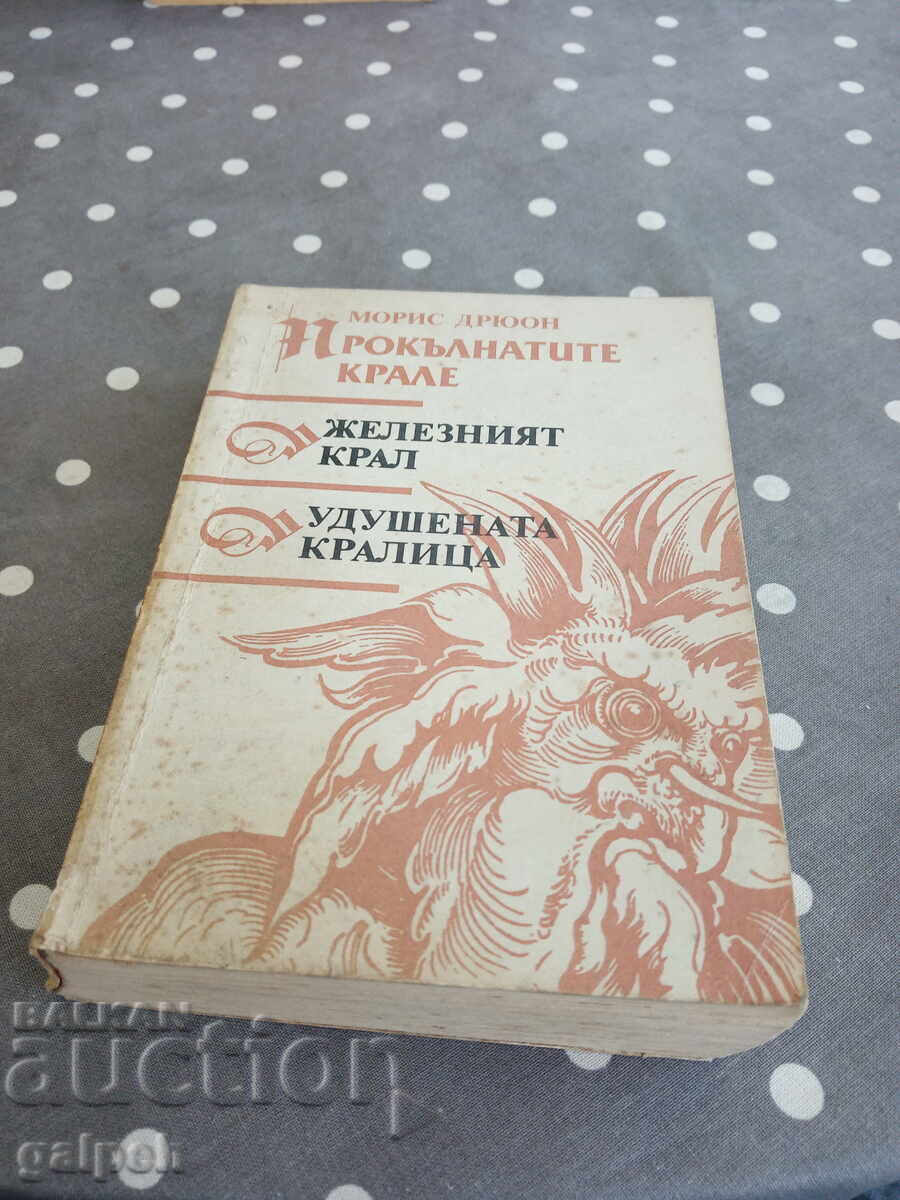 МОРИС ДРЮОН
ПРОКЪЛНАТИТЕ
КРАЛЕ
ЖЕЛЕЗНИЯТ
КРАЛ
УДУШЕНАТА
КРАЛИЦА
BALKAN
auction
galpeh